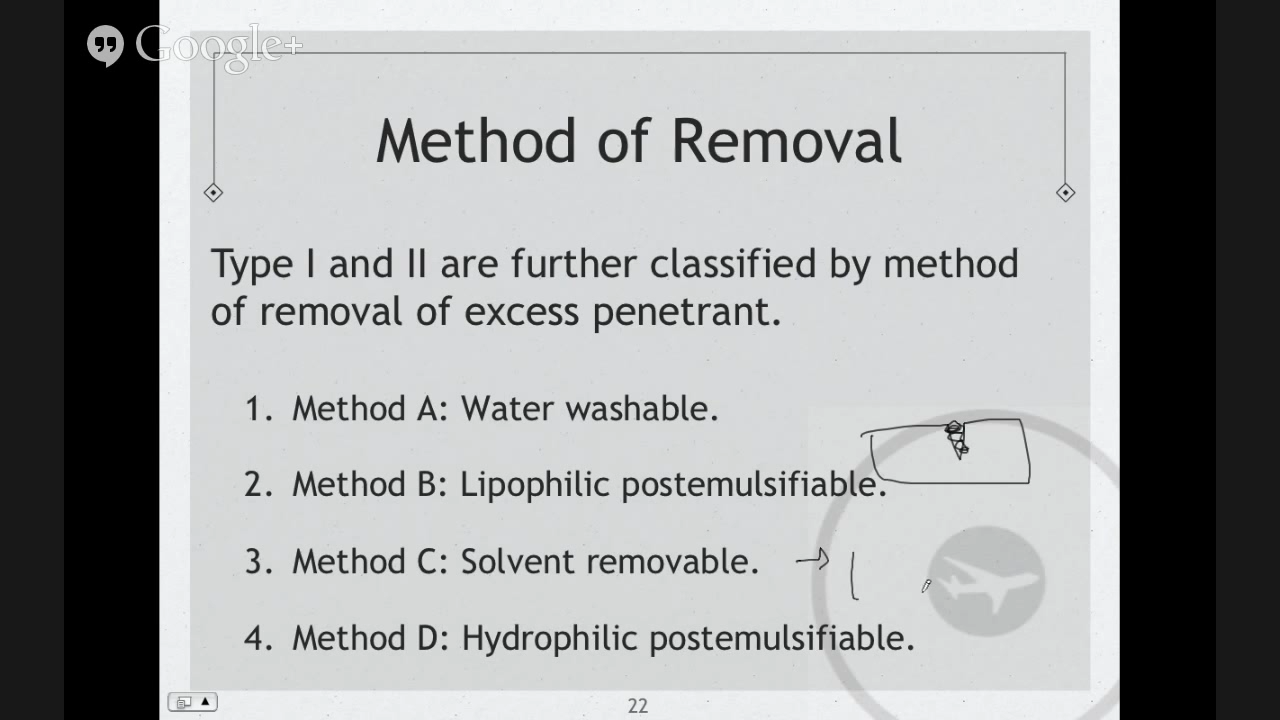 Google+
Method of Removal
Type I and II are further classified by method
of removal of excess penetrant.
1. Method A: Water washable.
2. Method B: Lipophilic postemulsifiable.
3. Method C: Solvent removable.
4. Method D: Hydrophilic postemulsifiable.
22